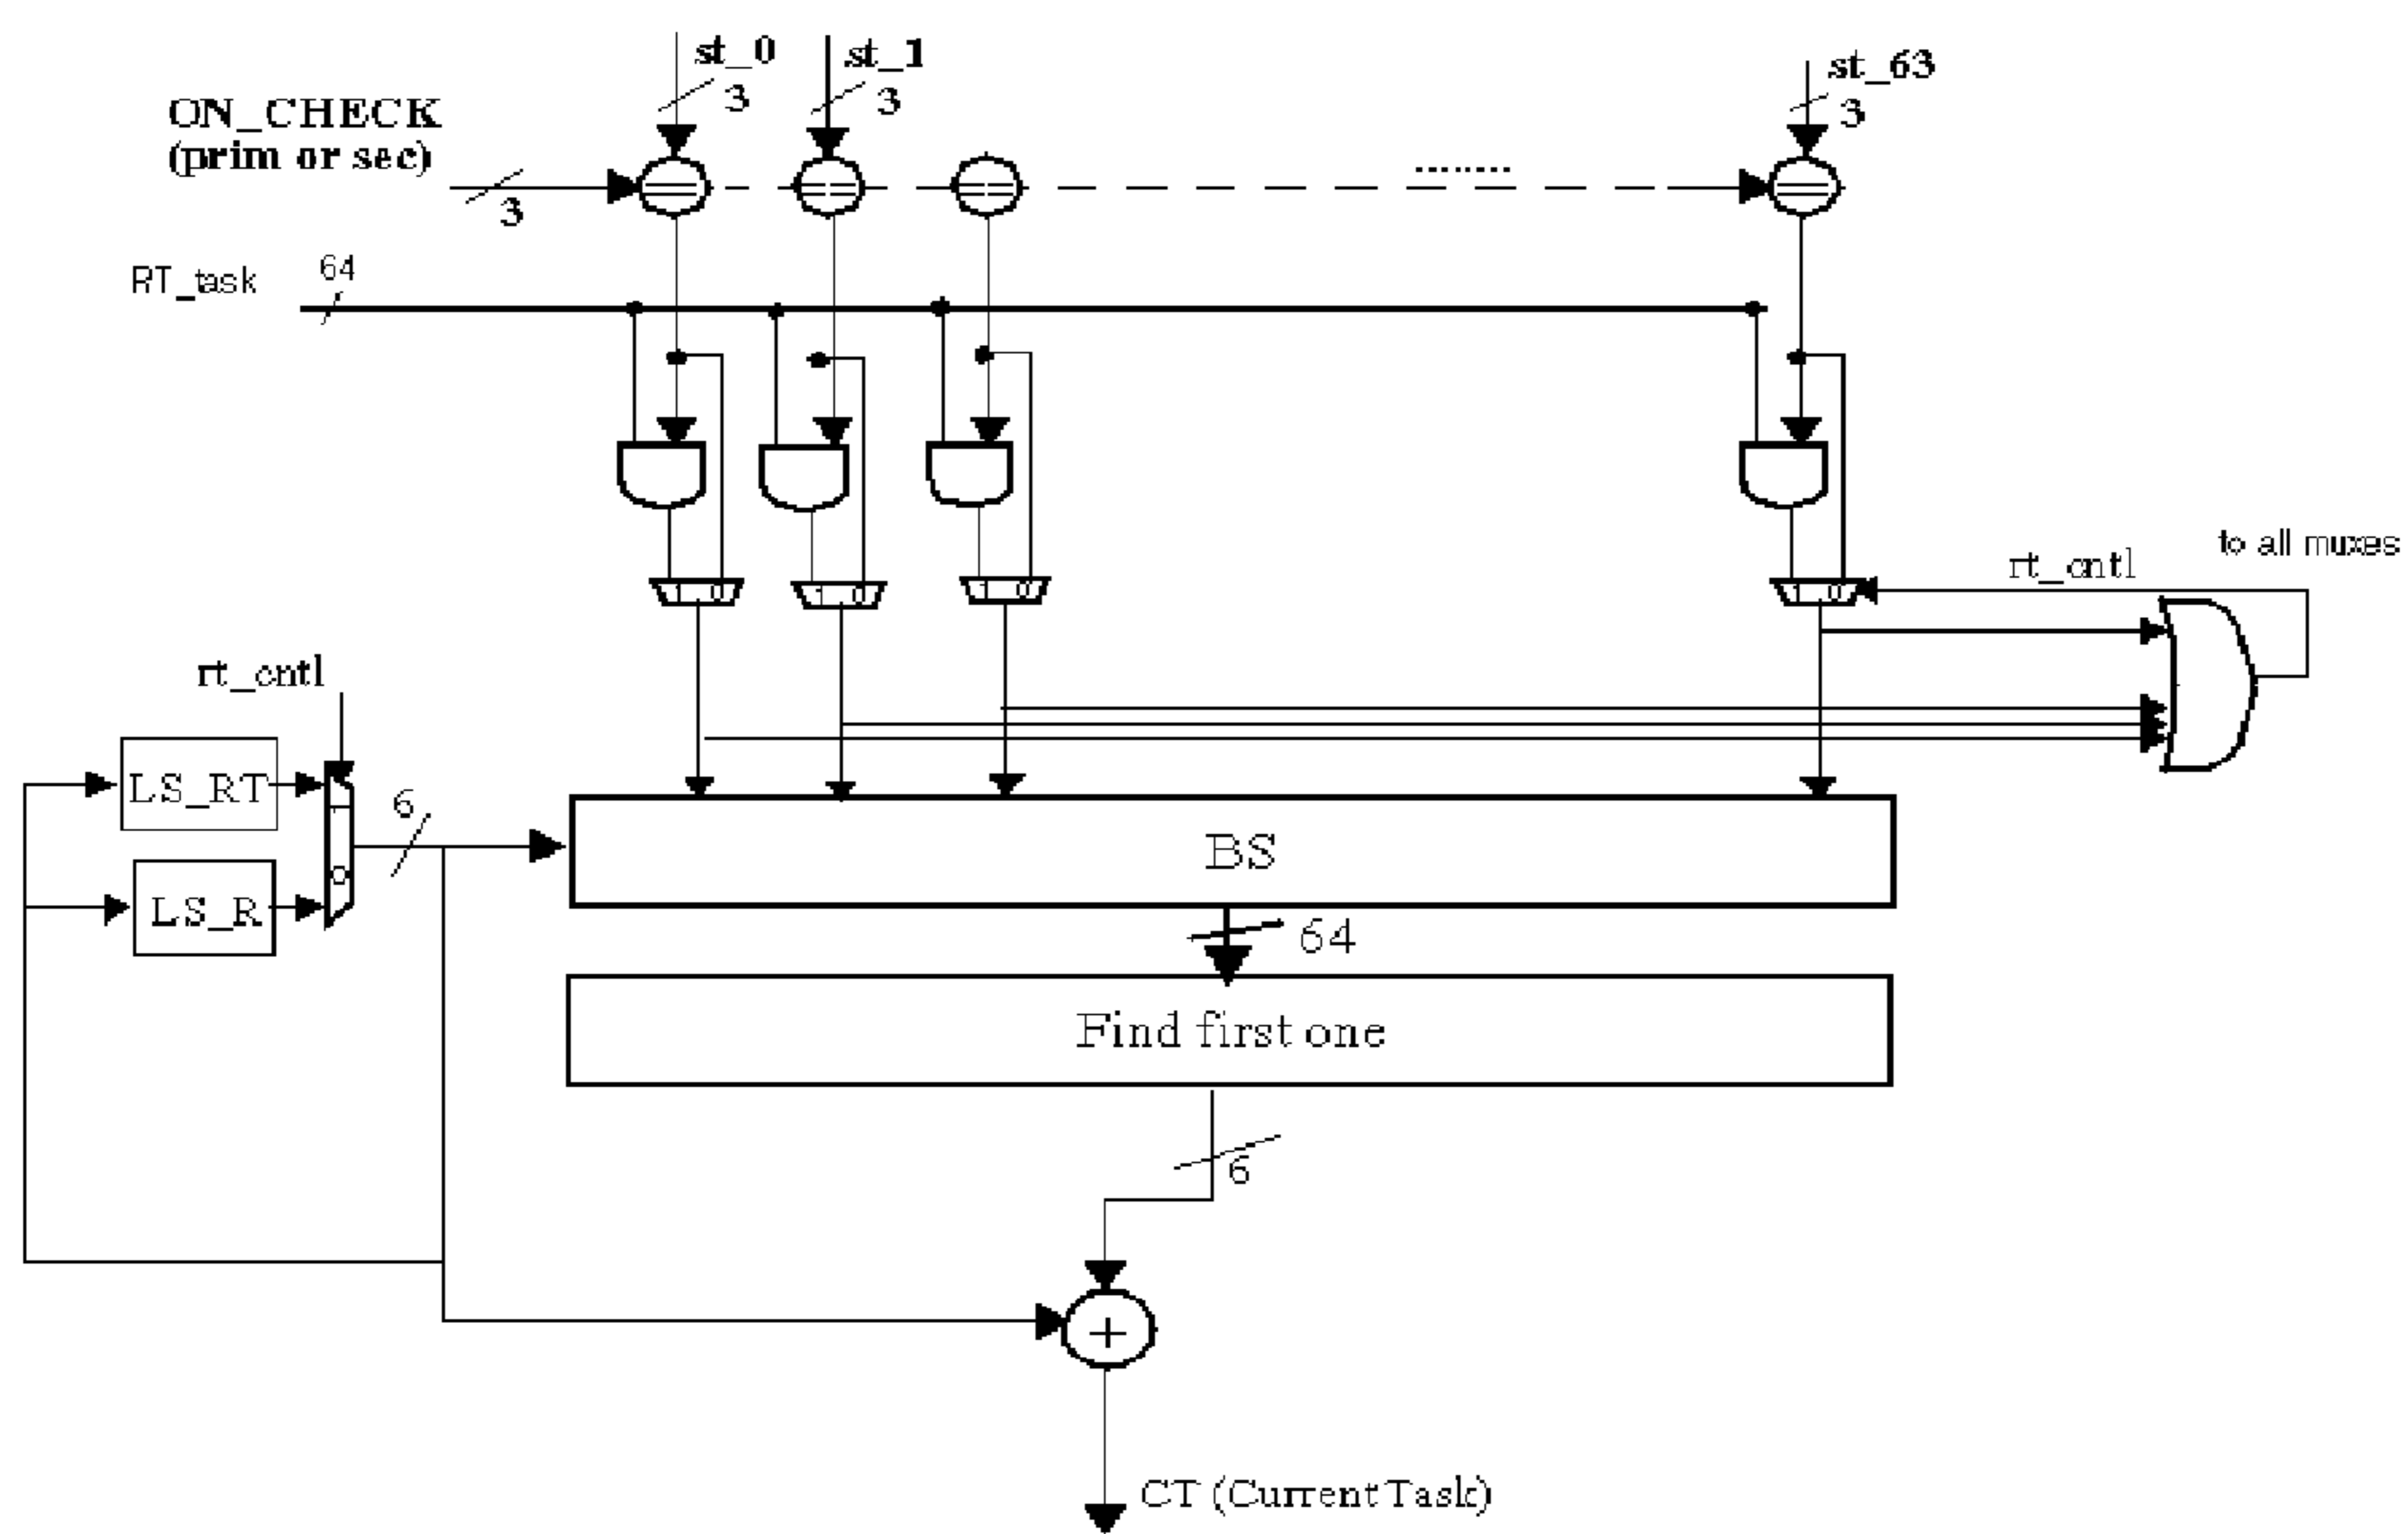 st_0
st_1
st_63
3
3
3
ON_CHECK
(prim or sec)
3
........
RT_task
64
1 0
1 0
1 0
1 0
rt_cntl
to all muxes
rt_cntl
LS_RT
1
6
BS
LS_R
0
64
Find first one
6
+
CT (Current Task)